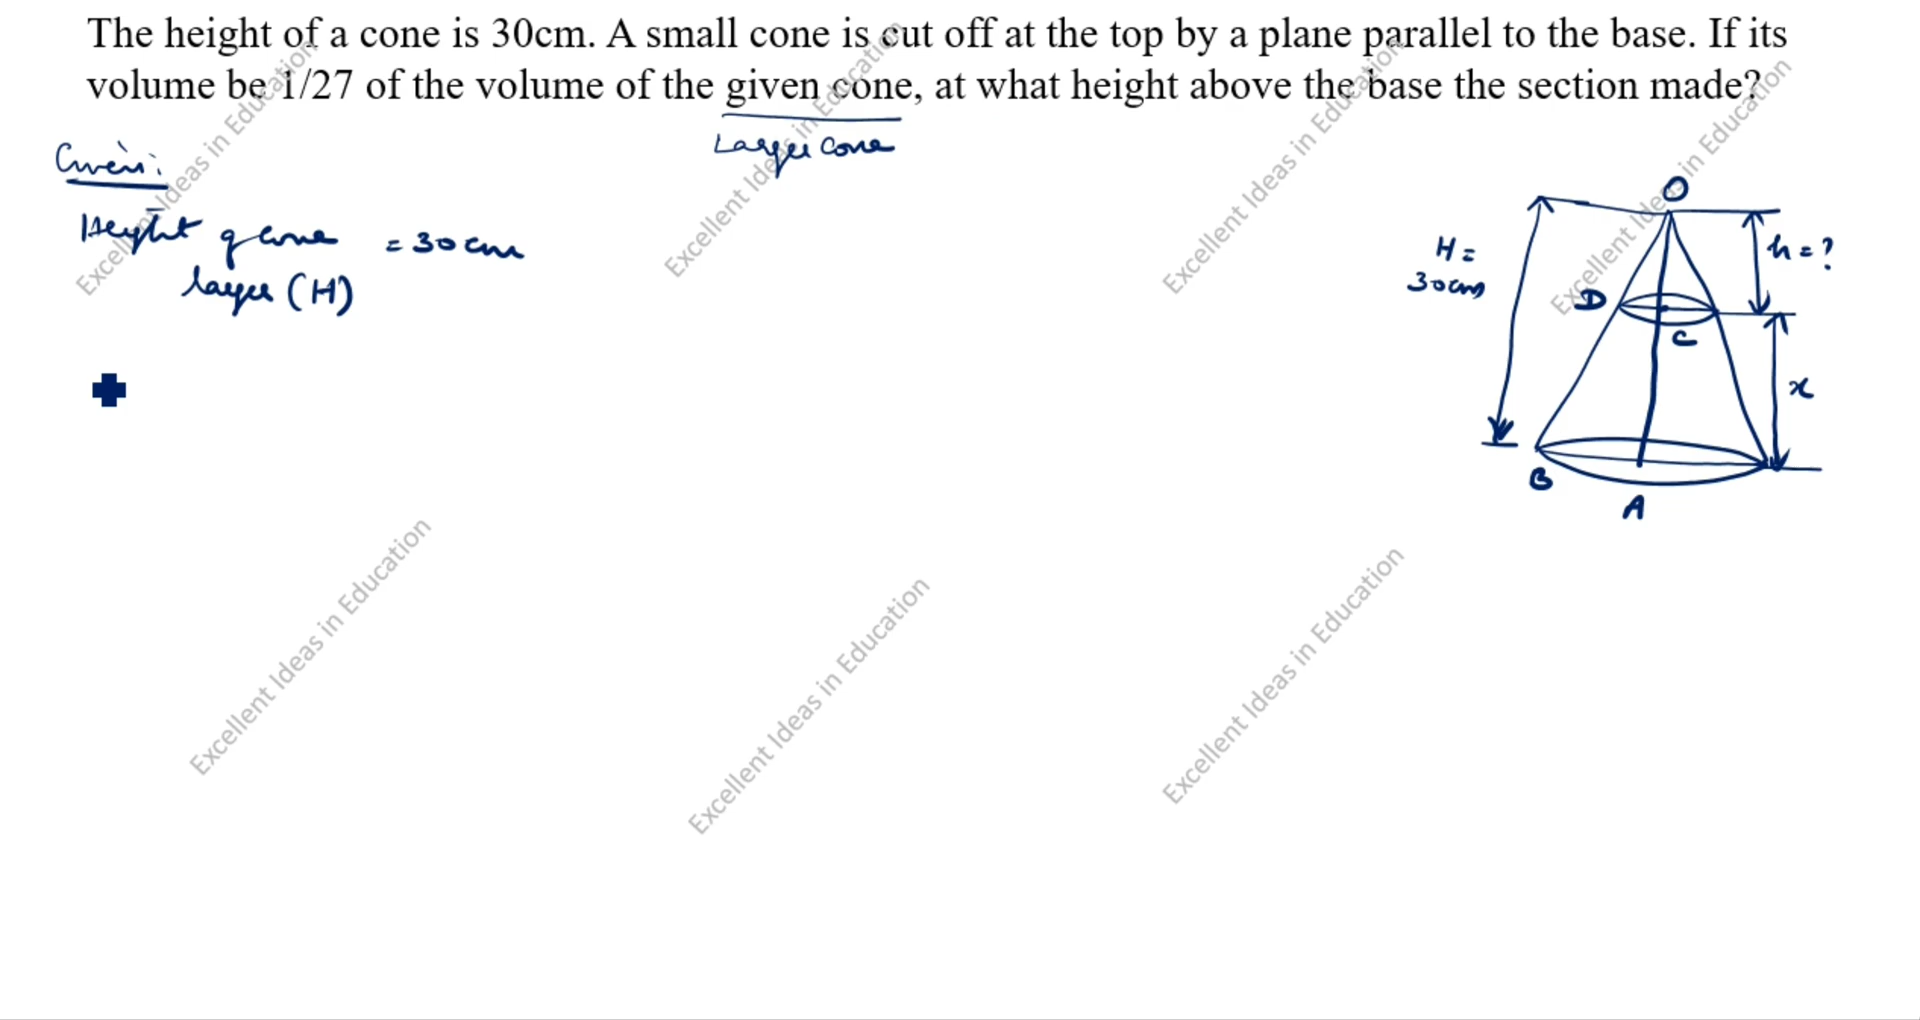 The height of a cone is 30cm. A small cone is cut off at the top by a plane parallel to the base. If its
volume be 1/27 of the volume of the given cone, at what height above the base the section made?
Larger Cone
Given:
Height of cone = 30cm
larger (H)
O
H =
30cm
h = ?
D
C
x
B
A
Excellent Ideas in Education
Excellent Ideas in Education
Excellent Ideas in Education
Excellent Ideas in Education
Excellent Ideas in Education
Excellent Ideas in Education
Excellent Ideas in Education